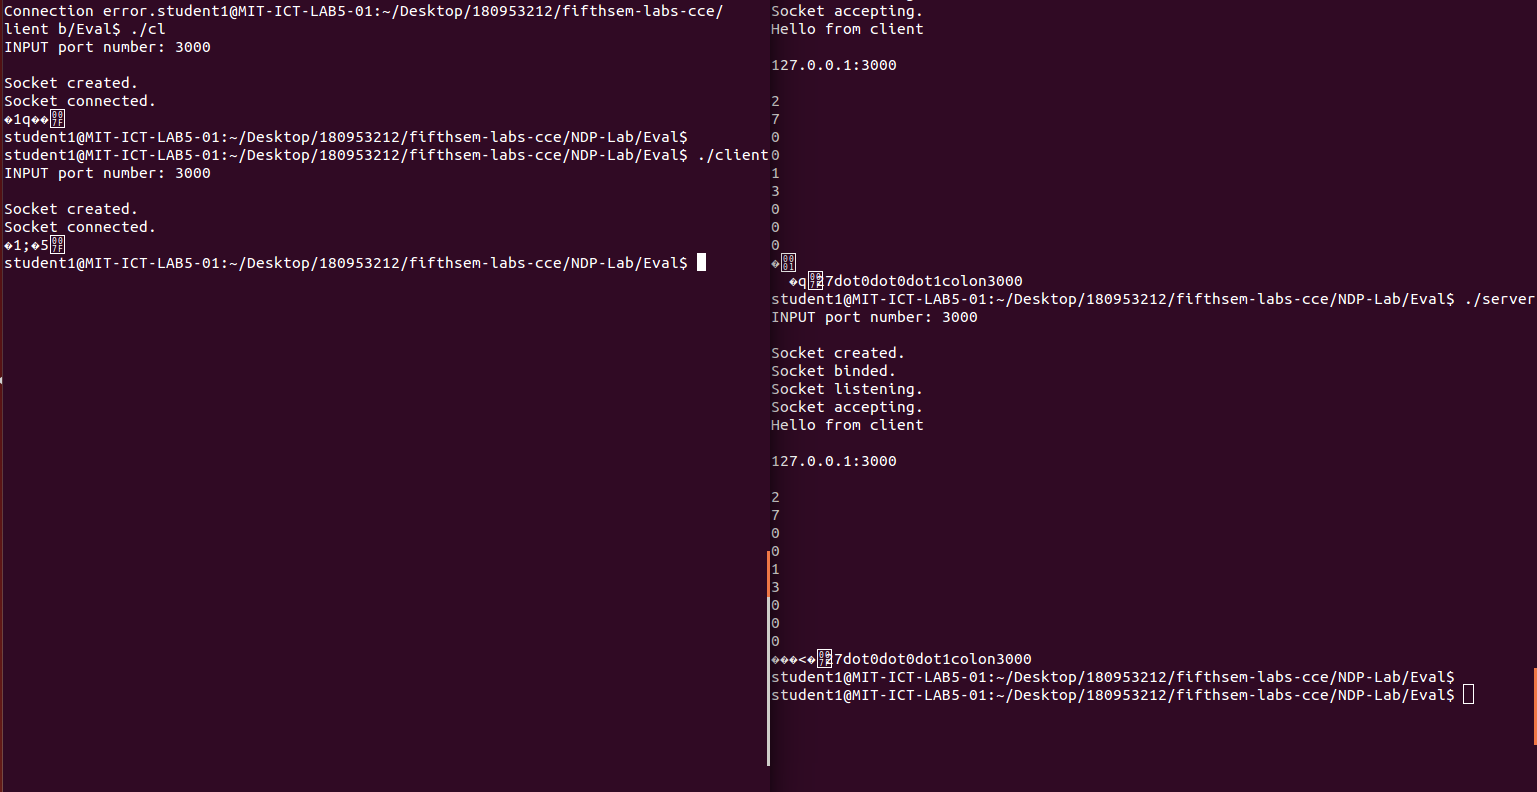 Connection error.student1@MIT-ICT-LAB5-01:~/Desktop/180953212/fifthsem-labs-cce/
lient b/Eval$ ./cl
INPUT port number: 3000
Socket created.
Socket connected.
�1q��
student1@MIT-ICT-LAB5-01:~/Desktop/180953212/fifthsem-labs-cce/NDP-Lab/Eval$
student1@MIT-ICT-LAB5-01:~/Desktop/180953212/fifthsem-labs-cce/NDP-Lab/Eval$ ./client
INPUT port number: 3000
Socket created.
Socket connected.
�1;�5
student1@MIT-ICT-LAB5-01:~/Desktop/180953212/fifthsem-labs-cce/NDP-Lab/Eval$
Socket accepting.
Hello from client
127.0.0.1:3000
2
7
0
0
1
3
0
0
0
�
�q27dot0dot0dot1colon3000
student1@MIT-ICT-LAB5-01:~/Desktop/180953212/fifthsem-labs-cce/NDP-Lab/Eval$ ./server
INPUT port number: 3000
Socket created.
Socket binded.
Socket listening.
Socket accepting.
Hello from client
127.0.0.1:3000
2
7
0
0
1
3
0
0
0
���<�27dot0dot0dot1colon3000
student1@MIT-ICT-LAB5-01:~/Desktop/180953212/fifthsem-labs-cce/NDP-Lab/Eval$
student1@MIT-ICT-LAB5-01:~/Desktop/180953212/fifthsem-labs-cce/NDP-Lab/Eval$